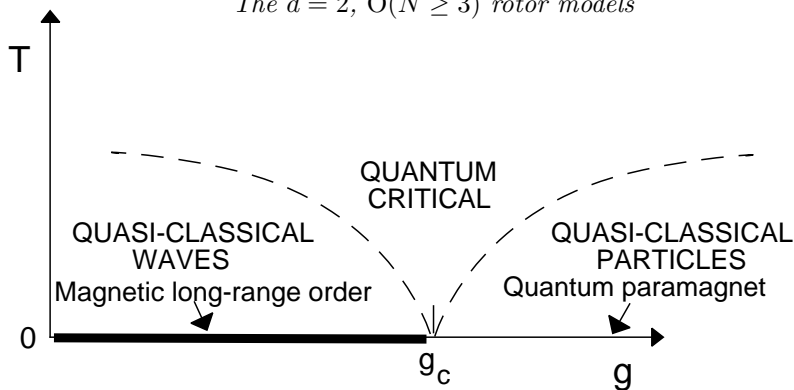 The d = 2, O(N ≥ 3) rotor models
T
QUANTUM
CRITICAL
QUASI-CLASSICAL
WAVES
Magnetic long-range order
QUASI-CLASSICAL
PARTICLES
Quantum paramagnet
0
g_c
g